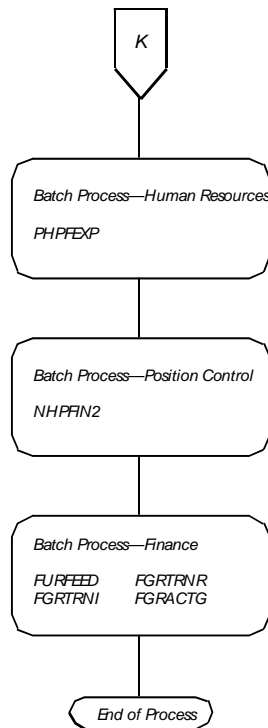 K
Batch Process—Human Resources
PHPFEXP
Batch Process—Position Control
NHPFIN2
Batch Process—Finance
FURFEED FGRTRNR
FGRTRNI FGRACTG
End of Process